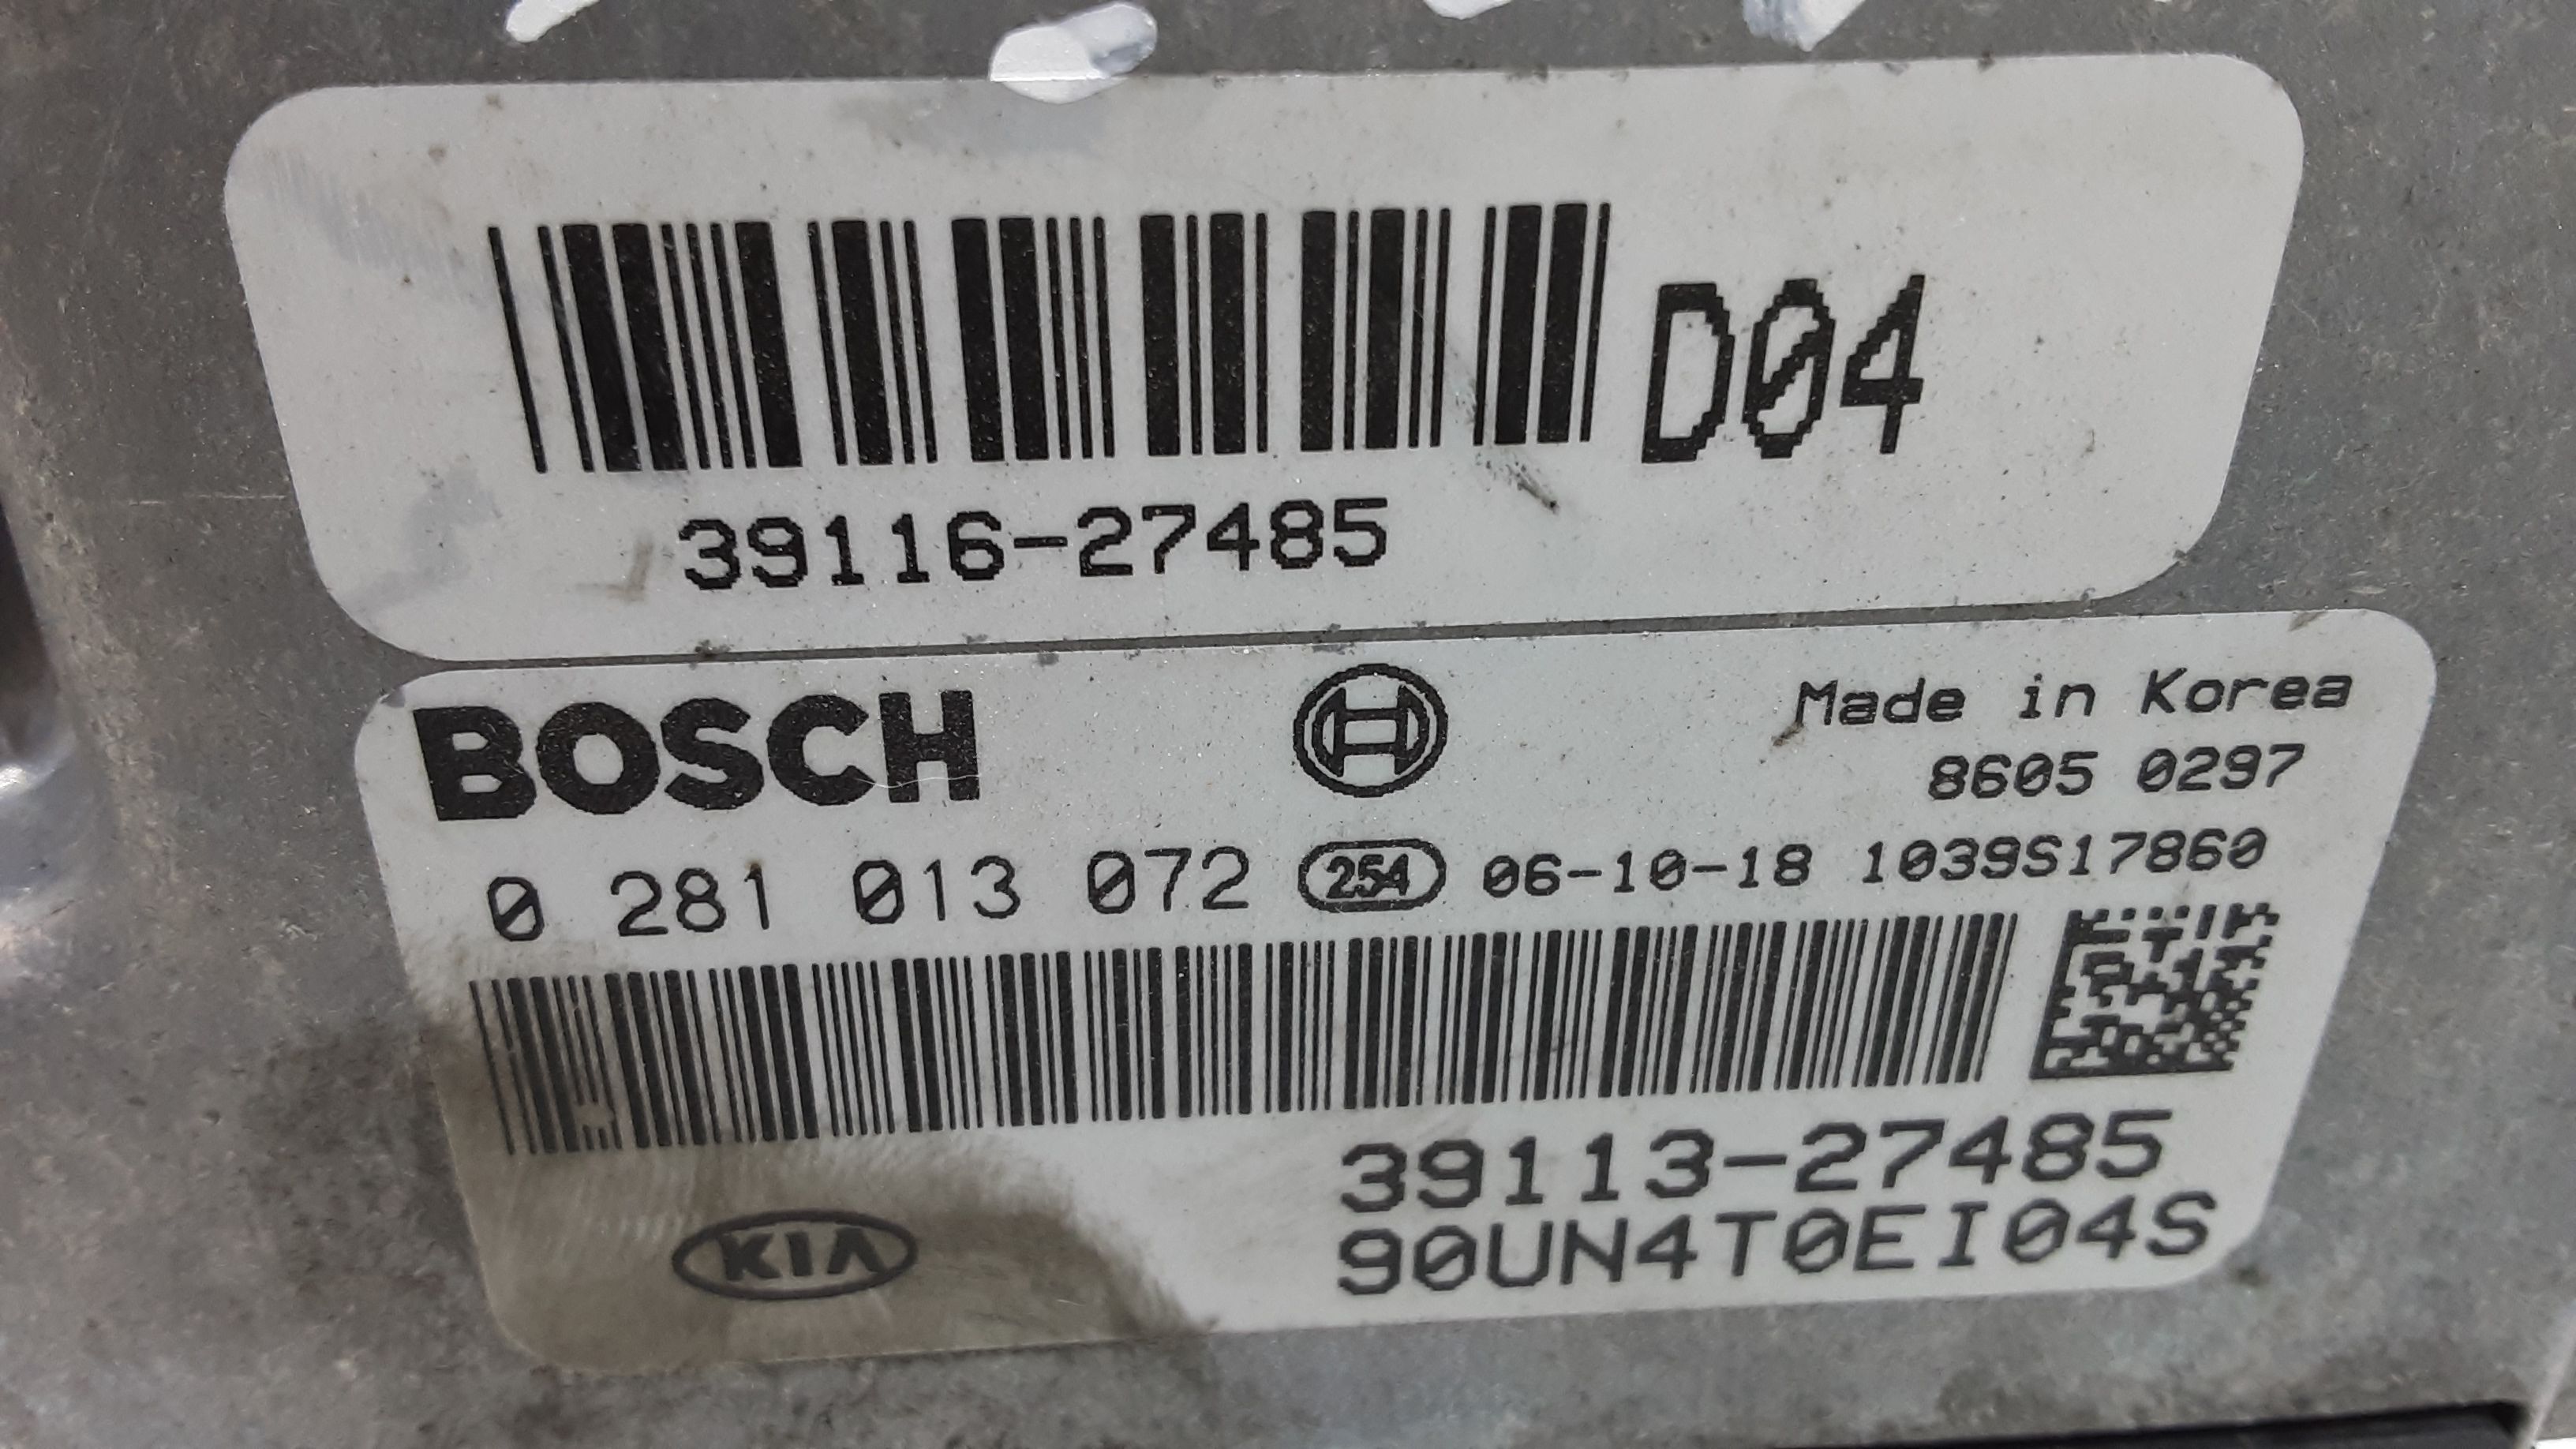 D04
39116-27485
BOSCH
Made in Korea
8605 0297
0 281 013 072 254 06-10-18 1039S17860
39113-27485
KIA 90UN4T0EI04S